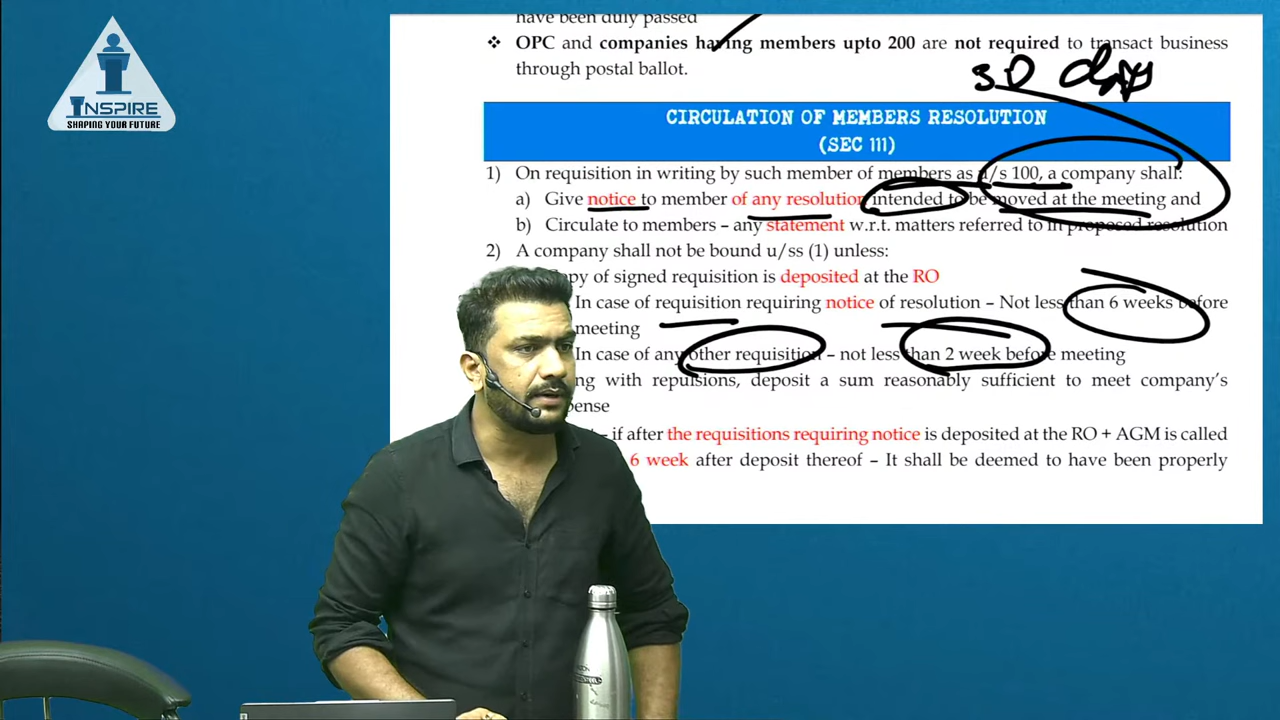 INSPIRE
SHAPING YOUR FUTURE
have been duly passed
❖ OPC and companies having members upto 200 are not required to transact business
through postal ballot.
30 days
CIRCULATION OF MEMBERS RESOLUTION
(SEC 111)
1) On requisition in writing by such member of members as u/s 100, a company shall:
a) Give notice to member of any resolution intended to be moved at the meeting and
b) Circulate to members – any statement w.r.t. matters referred to in proposed resolution
2) A company shall not be bound u/ss (1) unless:
opy of signed requisition is deposited at the RO
In case of requisition requiring notice of resolution – Not less than 6 weeks before
meeting
In case of any other requisition – not less than 2 week before meeting
ng with repulsions, deposit a sum reasonably sufficient to meet company's
pense
– if after the requisitions requiring notice is deposited at the RO + AGM is called
6 week after deposit thereof – It shall be deemed to have been properly